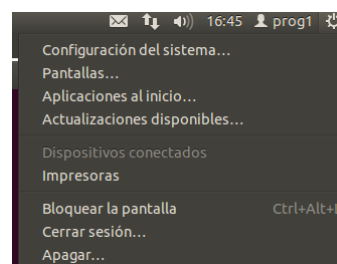 16:45 prog1
Configuración del sistema...
Pantallas...
Aplicaciones al inicio...
Actualizaciones disponibles...
Dispositivos conectados
Impresoras
Bloquear la pantalla Ctrl+Alt+
Cerrar sesión...
Apagar...